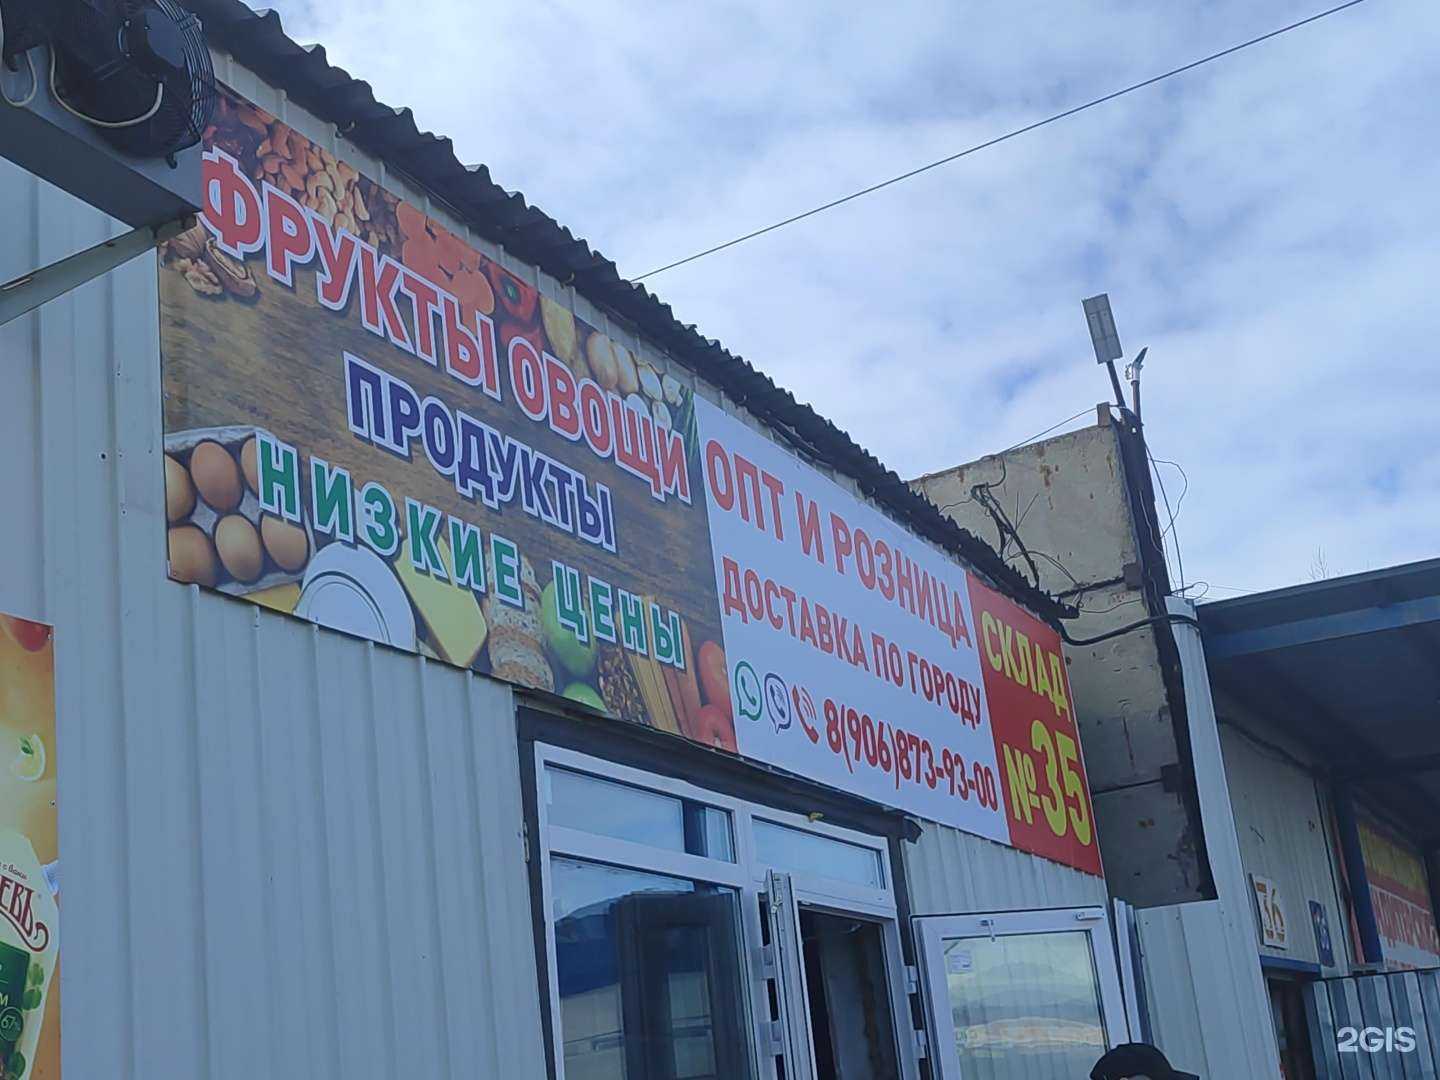 ФРУКТЫ ОВОЩИ
ПРОДУКТЫ
НИЗКИЕ ЦЕНЫ
ОПТ И РОЗНИЦА
ДОСТАВКА ПО ГОРОДУ
8(906)873-93-00
СКЛАД
№35
36
67%
2GIS